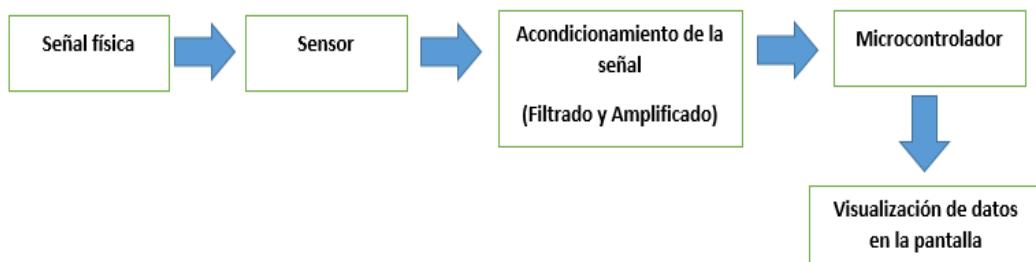 Señal física
Sensor
Acondicionamiento de la
señal
(Filtrado y Amplificado)
Microcontrolador
Visualización de datos
en la pantalla